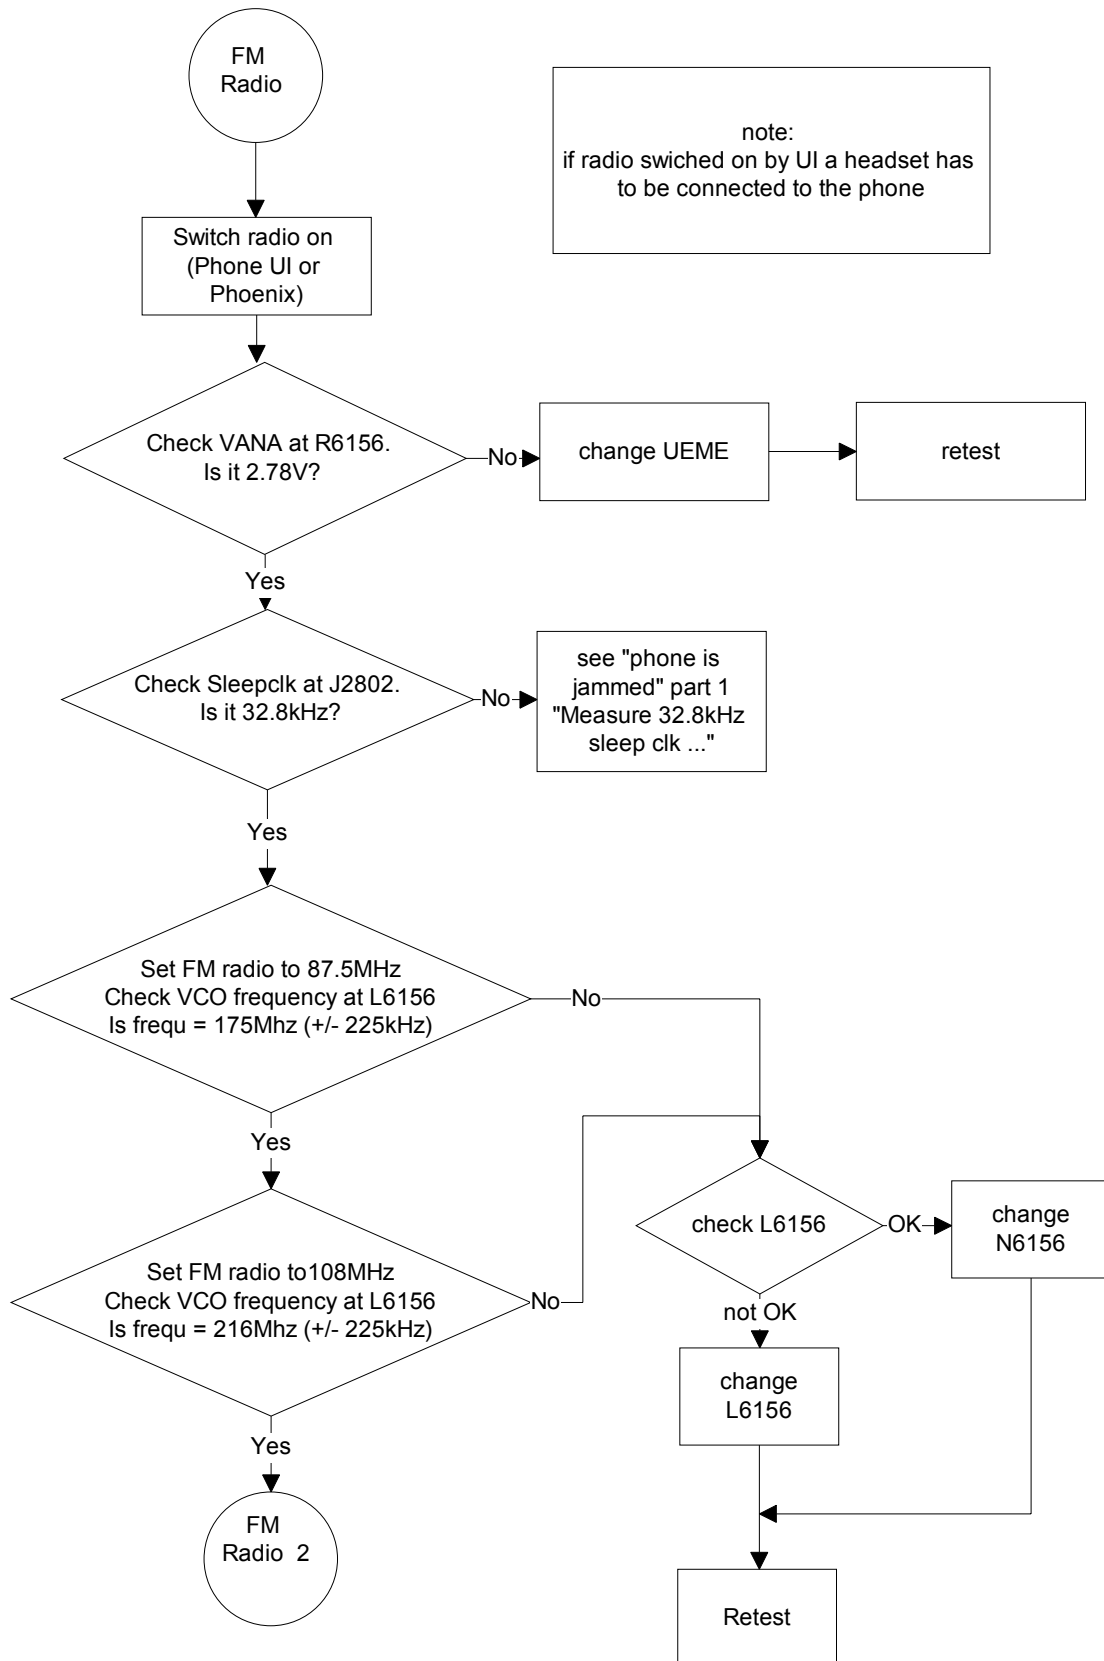 FM
Radio
note:
if radio swiched on by UI a headset has
to be connected to the phone
Switch radio on
(Phone UI or
Phoenix)
Check VANA at R6156.
Is it 2.78V?
No
change UEME
retest
Yes
Check Sleepclk at J2802.
Is it 32.8kHz?
No
see "phone is
jammed" part 1
"Measure 32.8kHz
sleep clk ..."
Yes
Set FM radio to 87.5MHz
Check VCO frequency at L6156
Is frequ = 175Mhz (+/- 225kHz)
No
Yes
Set FM radio to108MHz
Check VCO frequency at L6156
Is frequ = 216Mhz (+/- 225kHz)
No
check L6156
OK
change
N6156
not OK
change
L6156
Yes
FM
Radio 2
Retest